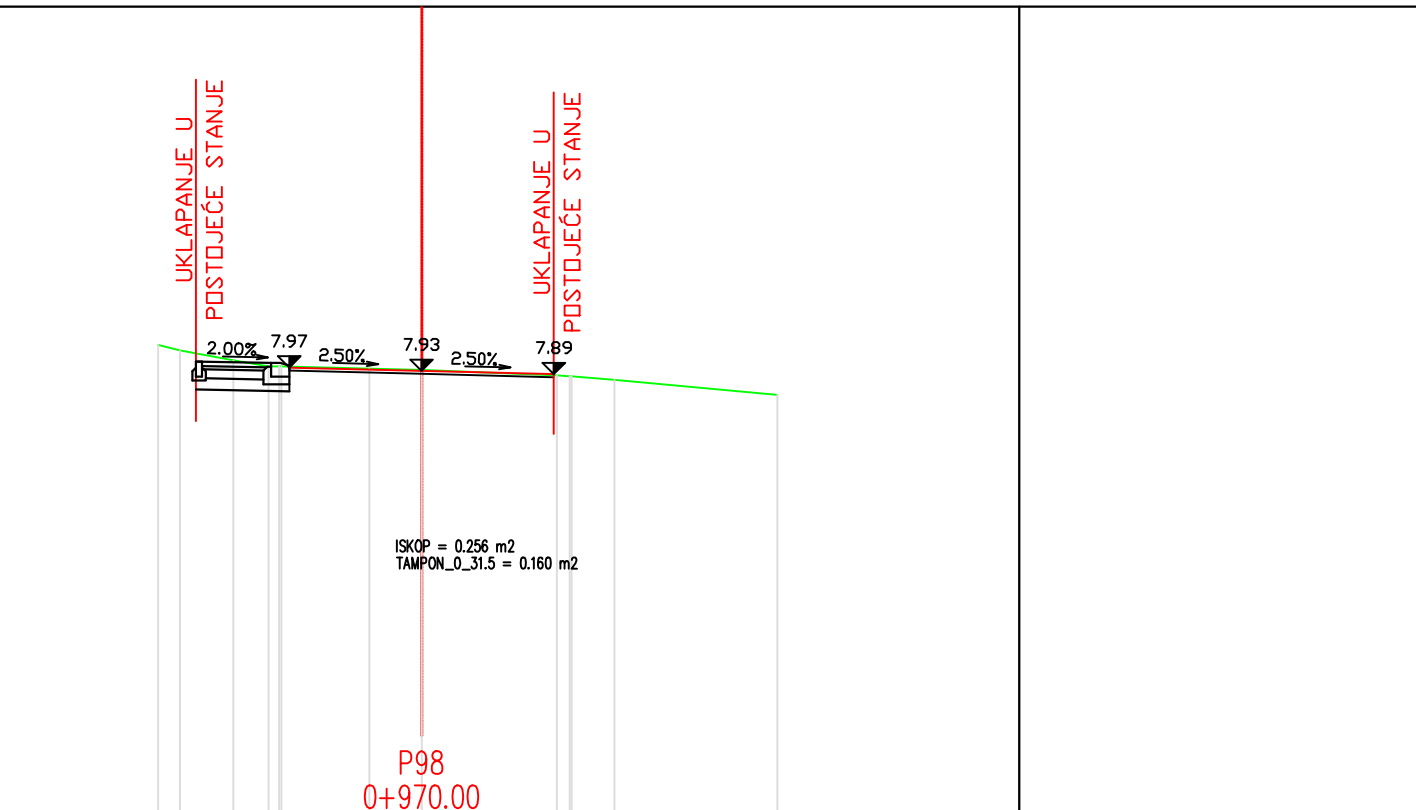 UKLAPANJE U
POSTOJEĆE STANJE
UKLAPANJE U
POSTOJEĆE STANJE
2.00%
7.97
2.50%
7.93
2.50%
7.89
ISKOP = 0.256 m2
TAMPON_0_31.5 = 0.160 m2
P98
0+970.00